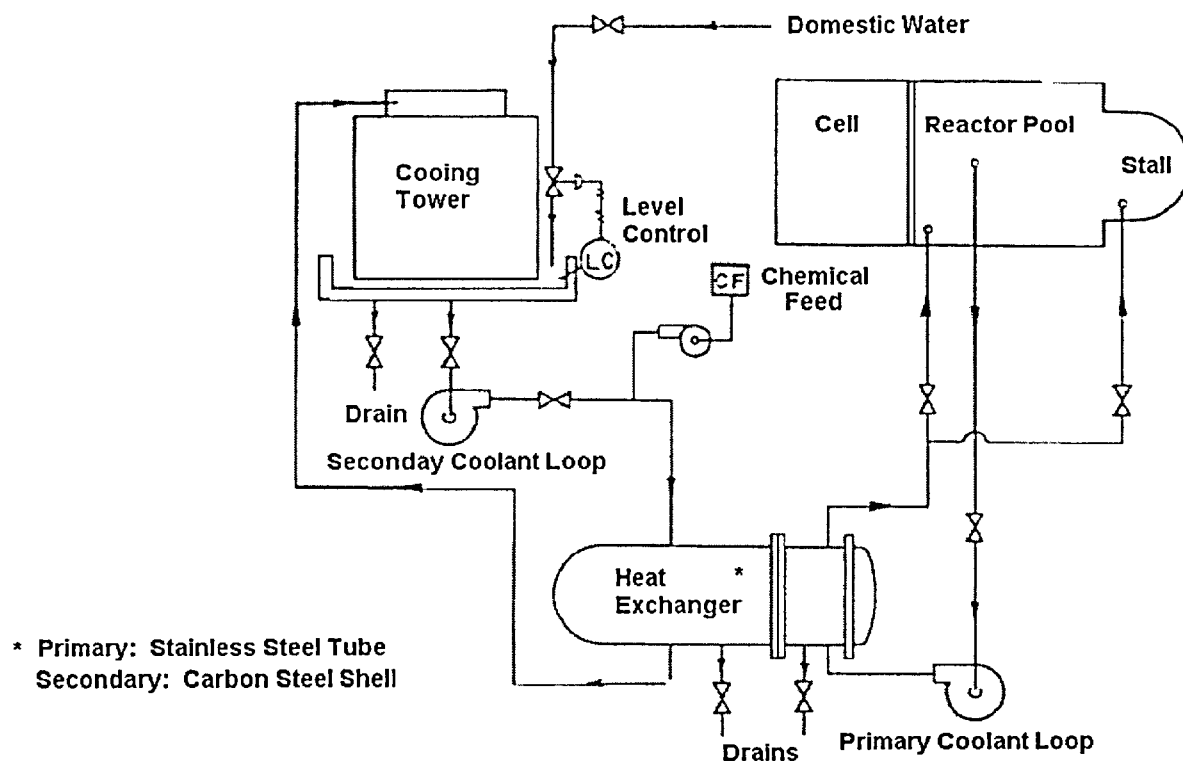 Domestic Water
Cell
Reactor Pool
Stall
Cooing
Tower
Level
Control
LC
CF
Chemical
Feed
Drain
Seconday Coolant Loop
Heat
Exchanger
*
* Primary: Stainless Steel Tube
Secondary: Carbon Steel Shell
Drains
Primary Coolant Loop